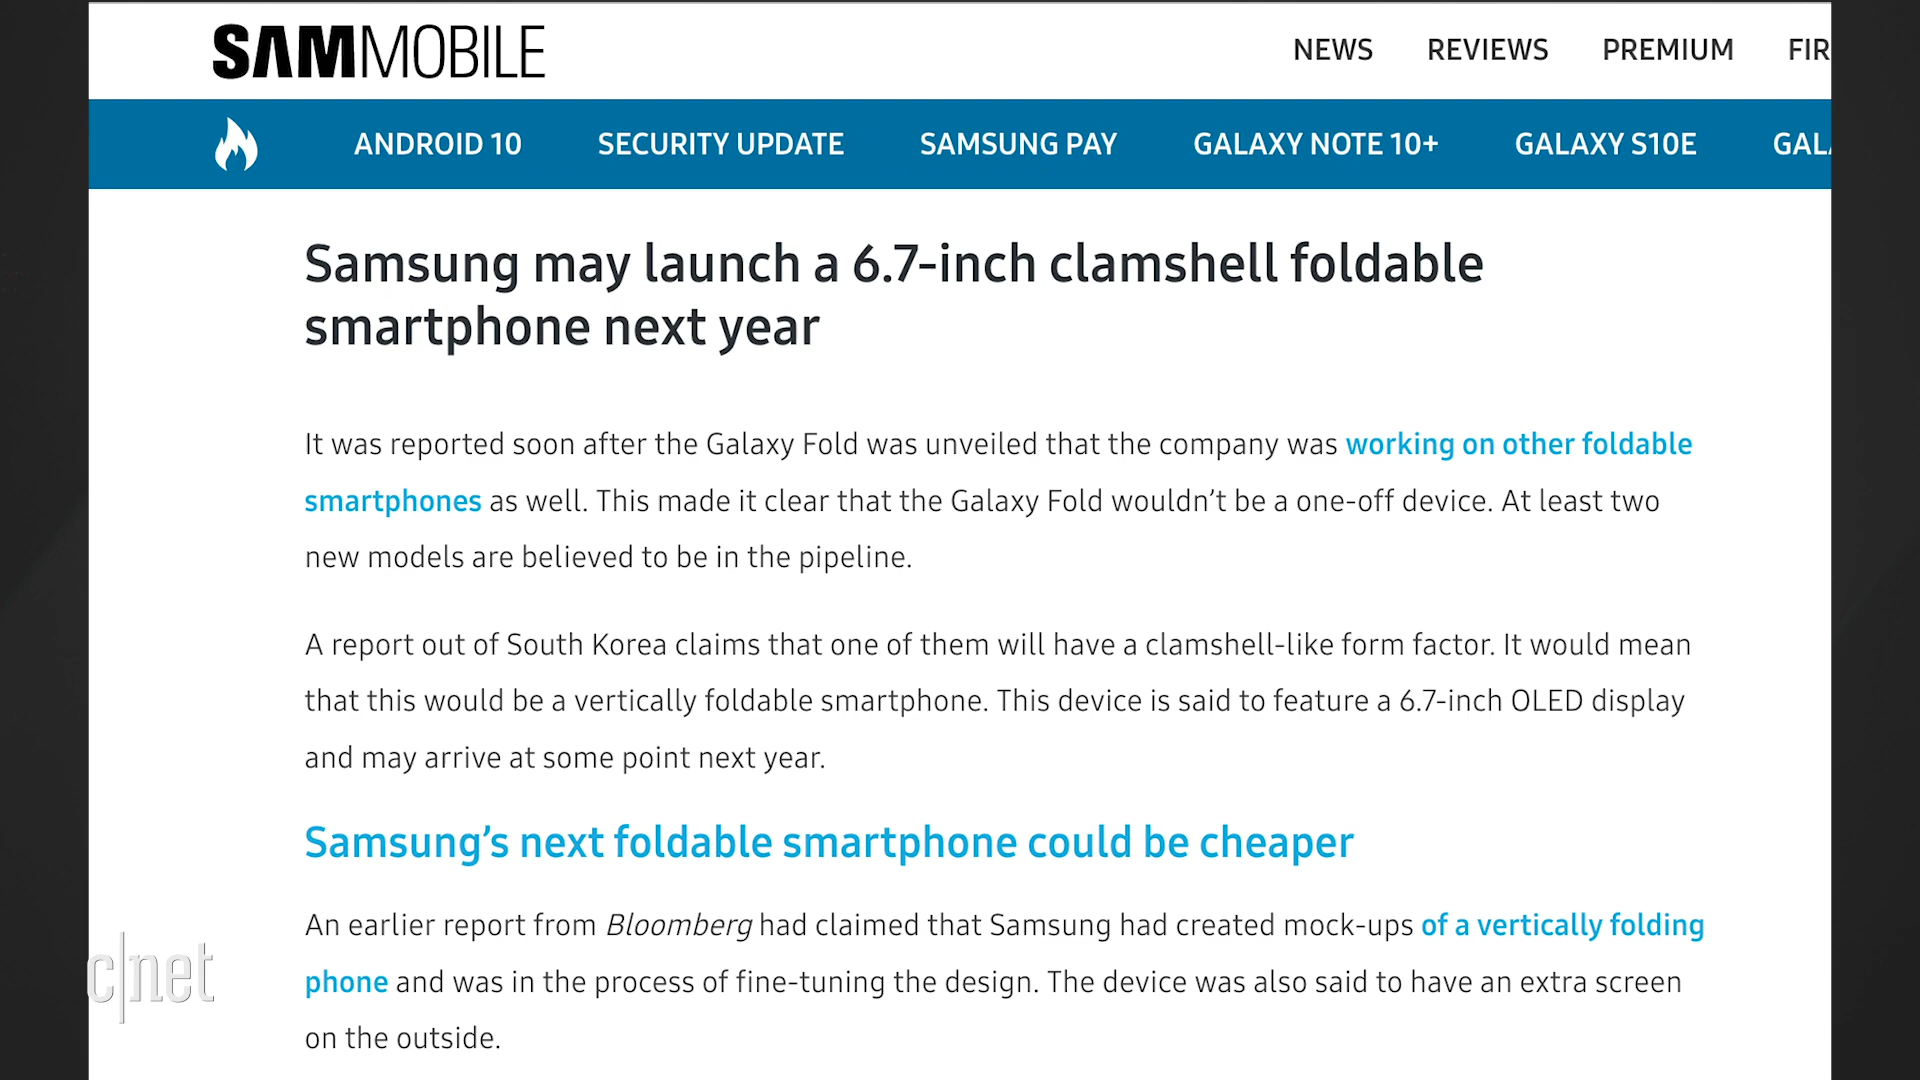 SAMMOBILE
NEWS REVIEWS PREMIUM FIR
ANDROID 10 SECURITY UPDATE SAMSUNG PAY GALAXY NOTE 10+ GALAXY S10E GAL
Samsung may launch a 6.7-inch clamshell foldable
smartphone next year
It was reported soon after the Galaxy Fold was unveiled that the company was working on other foldable
smartphones as well. This made it clear that the Galaxy Fold wouldn’t be a one-off device. At least two
new models are believed to be in the pipeline.
A report out of South Korea claims that one of them will have a clamshell-like form factor. It would mean
that this would be a vertically foldable smartphone. This device is said to feature a 6.7-inch OLED display
and may arrive at some point next year.
Samsung’s next foldable smartphone could be cheaper
An earlier report from Bloomberg had claimed that Samsung had created mock-ups of a vertically folding
phone and was in the process of fine-tuning the design. The device was also said to have an extra screen
on the outside.
c|net